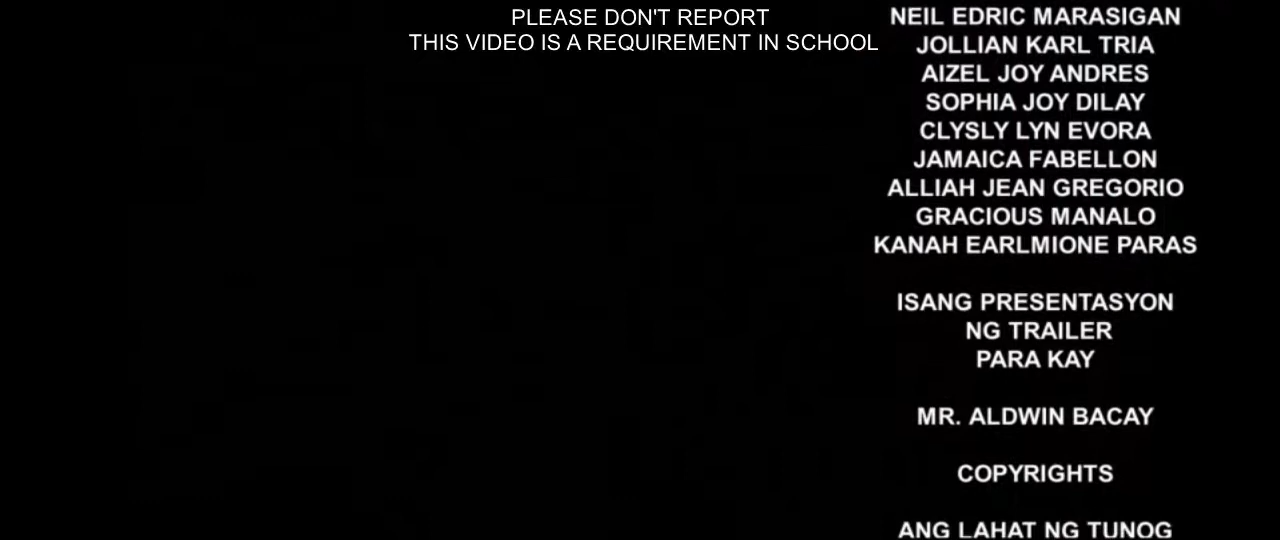 PLEASE DON'T REPORT
THIS VIDEO IS A REQUIREMENT IN SCHOOL
NEIL EDRIC MARASIGAN
JOLLIAN KARL TRIA
AIZEL JOY ANDRES
SOPHIA JOY DILAY
CLYSLY LYN EVORA
JAMAICA FABELLON
ALLIAH JEAN GREGORIO
GRACIOUS MANALO
KANAH EARLMIONE PARAS
ISANG PRESENTASYON
NG TRAILER
PARA KAY
MR. ALDWIN BACAY
COPYRIGHTS
ANG LAHAT NG TUNOG